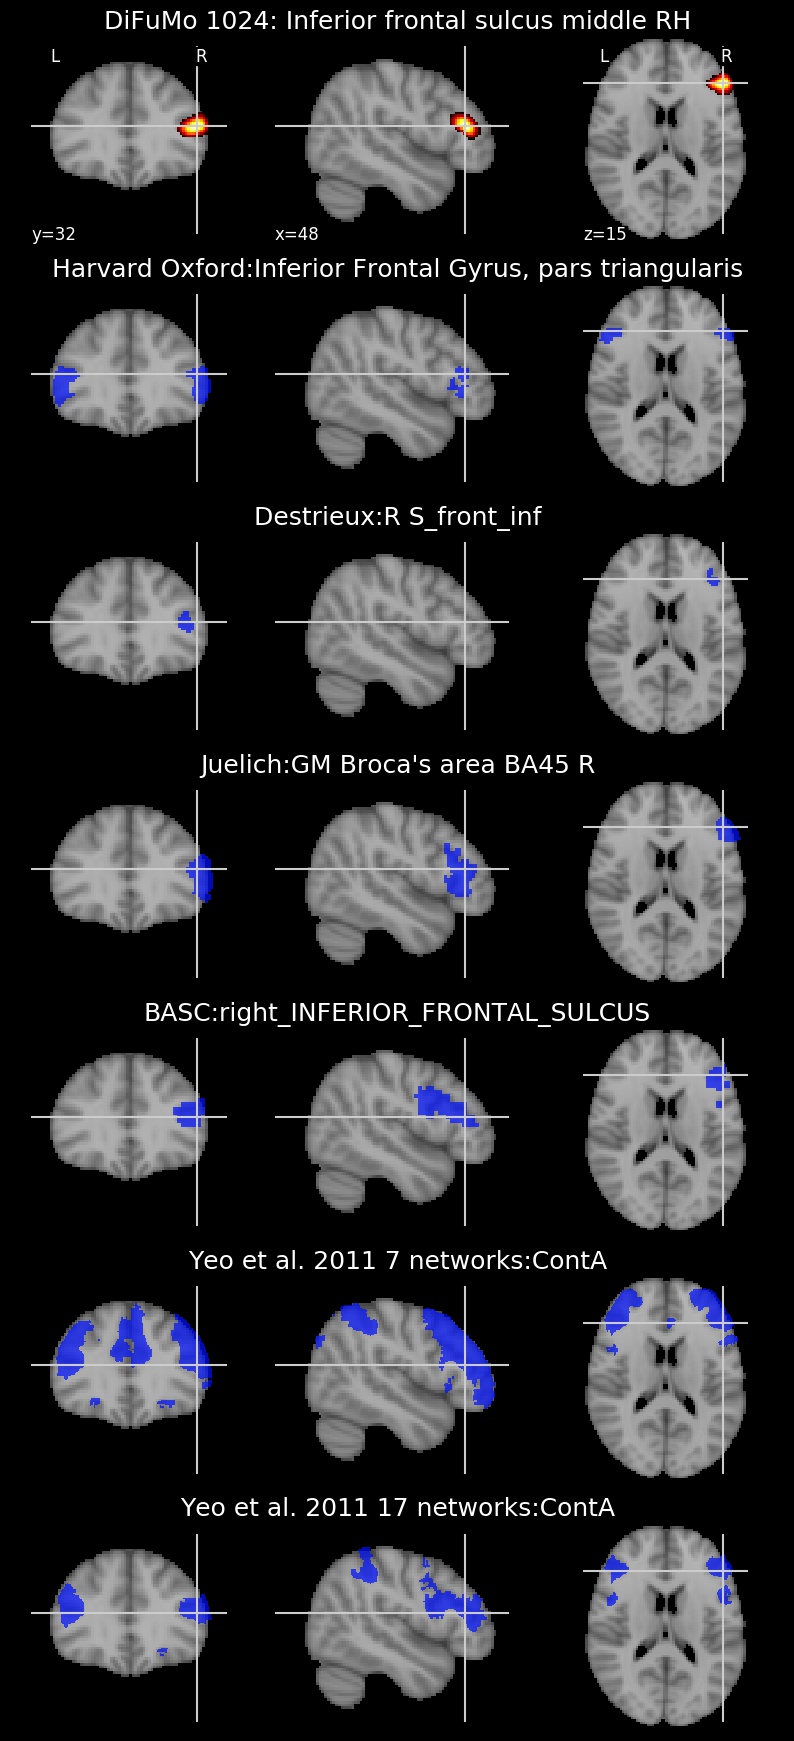 DiFuMo 1024: Inferior frontal sulcus middle RH
L R L R
y=32 x=48 z=15
Harvard Oxford:Inferior Frontal Gyrus, pars triangularis
Destrieux:R S_front_inf
Juelich:GM Broca's area BA45 R
BASC:right_INFERIOR_FRONTAL_SULCUS
Yeo et al. 2011 7 networks:ContA
Yeo et al. 2011 17 networks:ContA